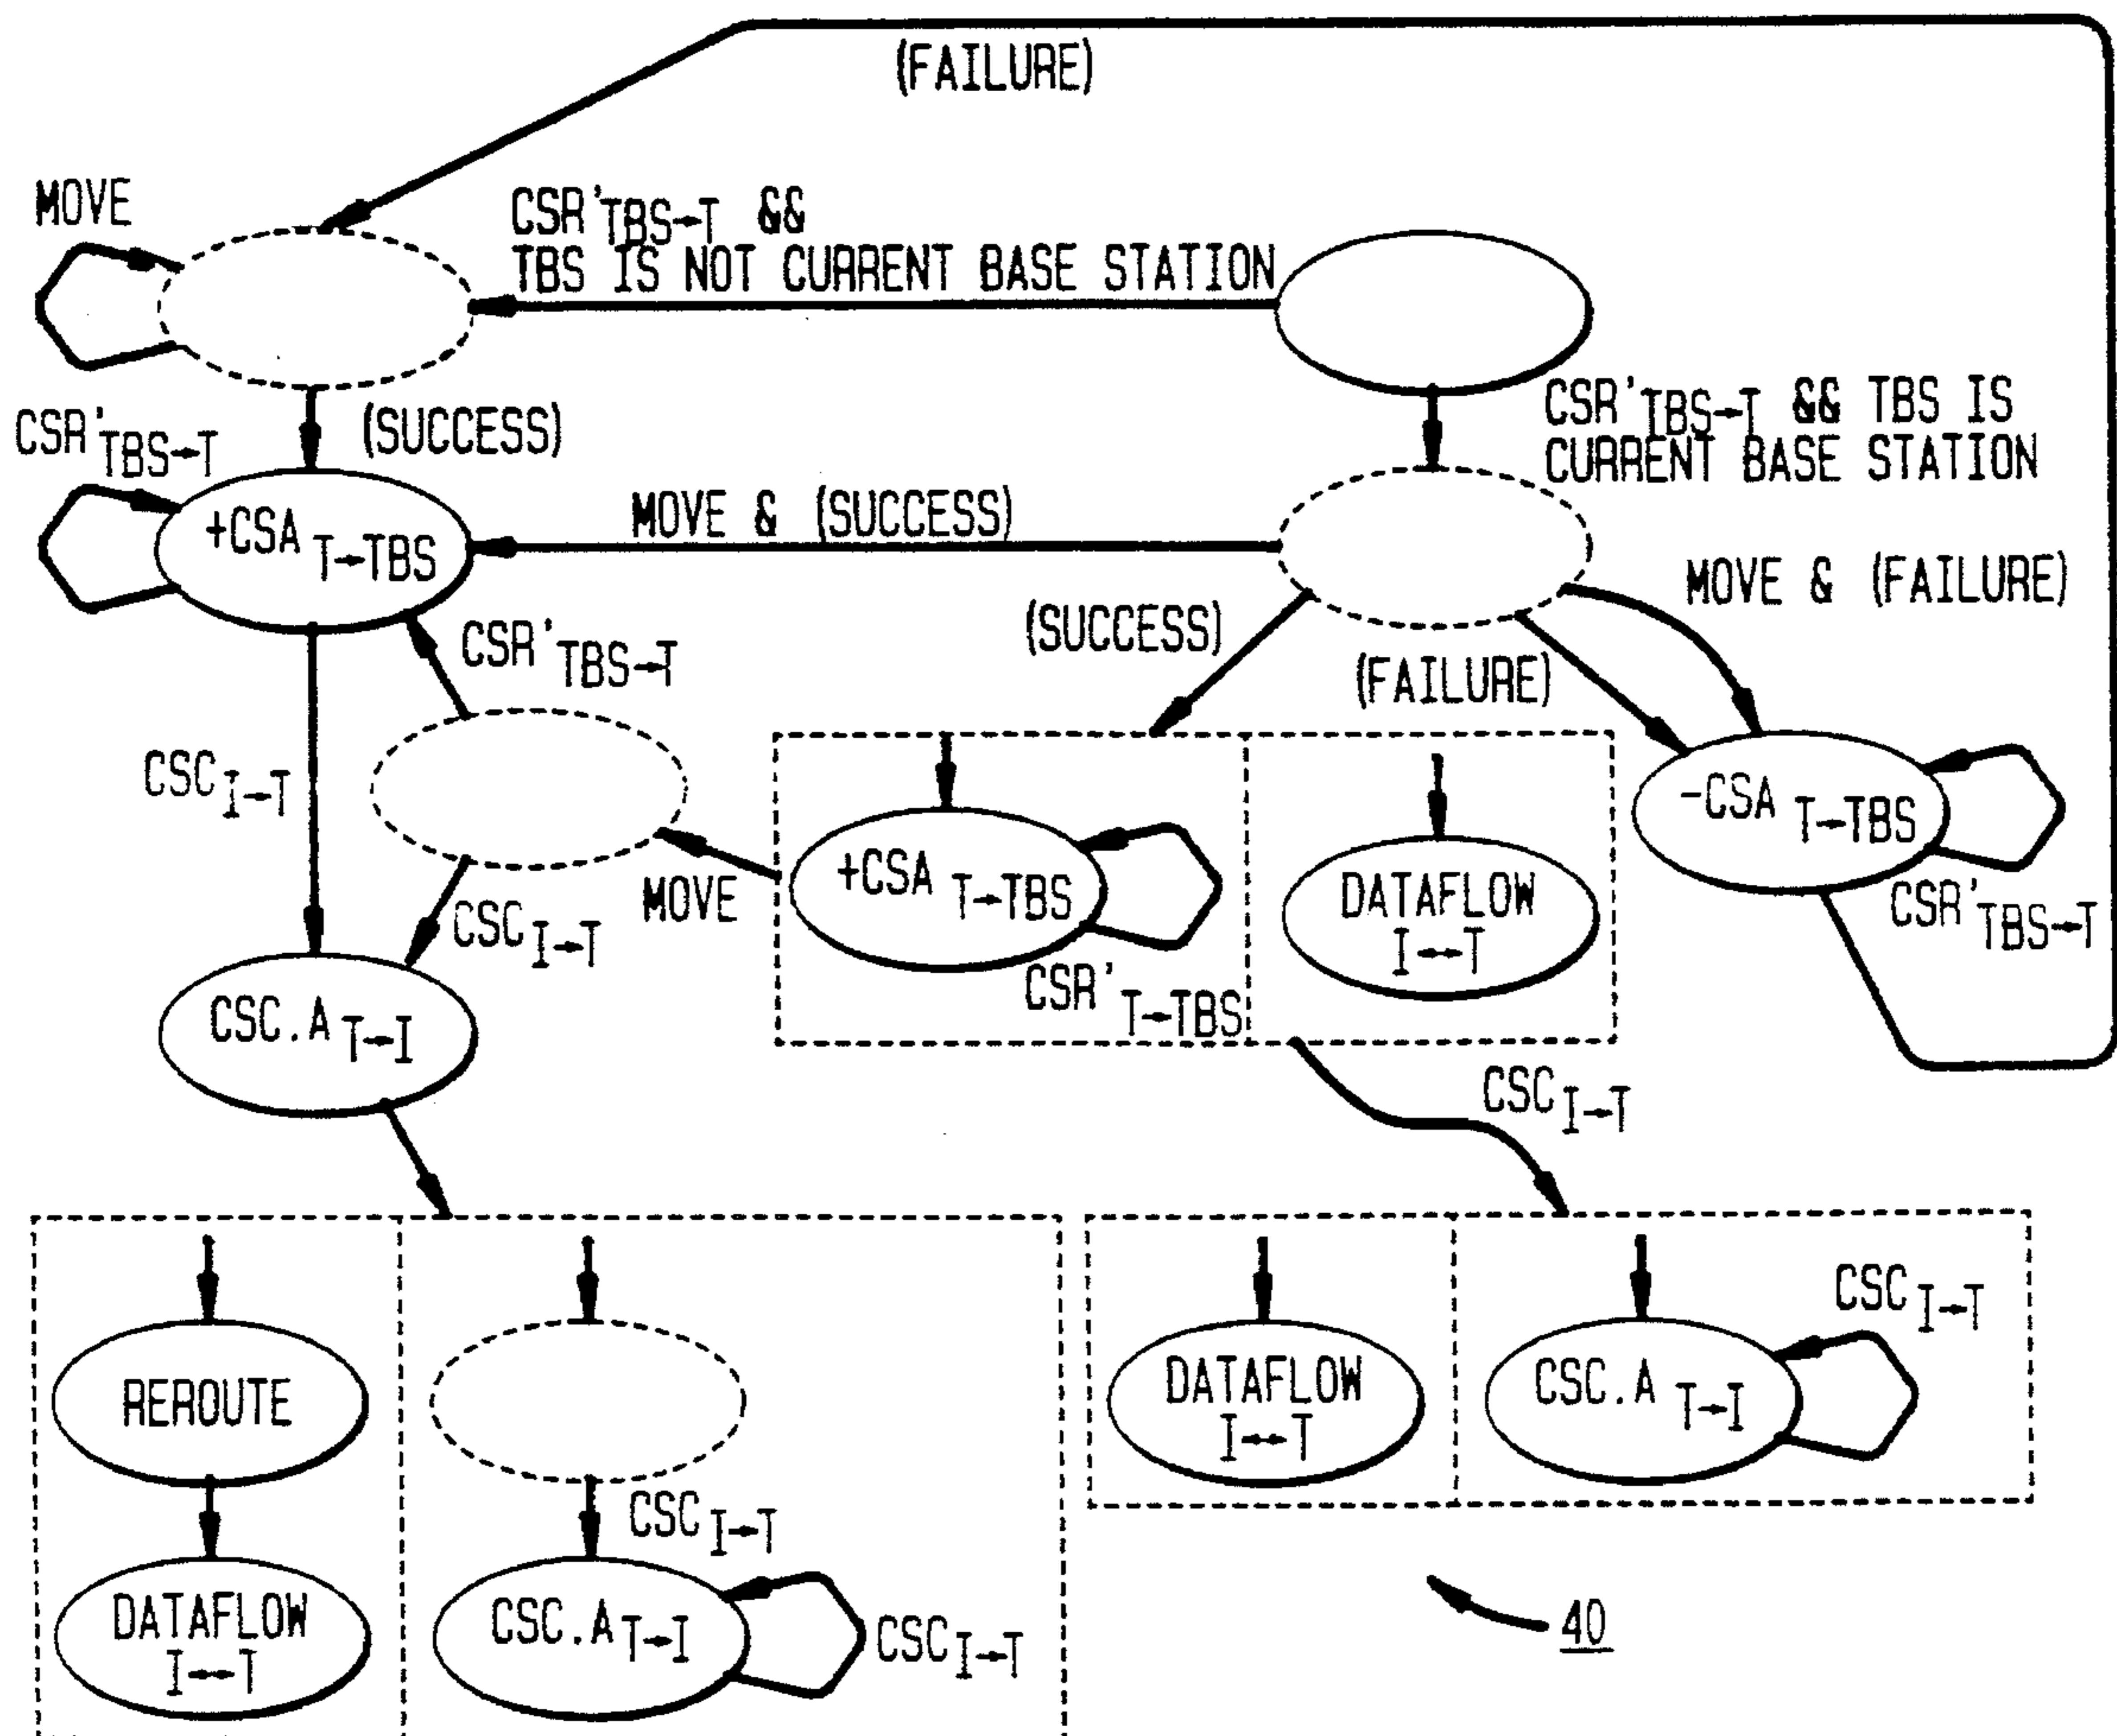 (FAILURE)
MOVE
CSR'TBS→T &&
TBS IS NOT CURRENT BASE STATION
CSR'TBS→T && TBS IS
CURRENT BASE STATION
CSR'TBS→T
(SUCCESS)
+CSA T→TBS
MOVE & (SUCCESS)
MOVE & (FAILURE)
(SUCCESS)
(FAILURE)
CSR'TBS→T
CSC I→T
MOVE
CSC I→T
+CSA T→TBS
CSR'T→TBS
DATAFLOW
I↔T
-CSA T→TBS
CSR'TBS→T
CSC.A T→I
CSC I→T
REROUTE
DATAFLOW
I↔T
CSC I→T
CSC.A T→I
CSC I→T
DATAFLOW
I↔T
CSC.A T→I
CSC I→T
40